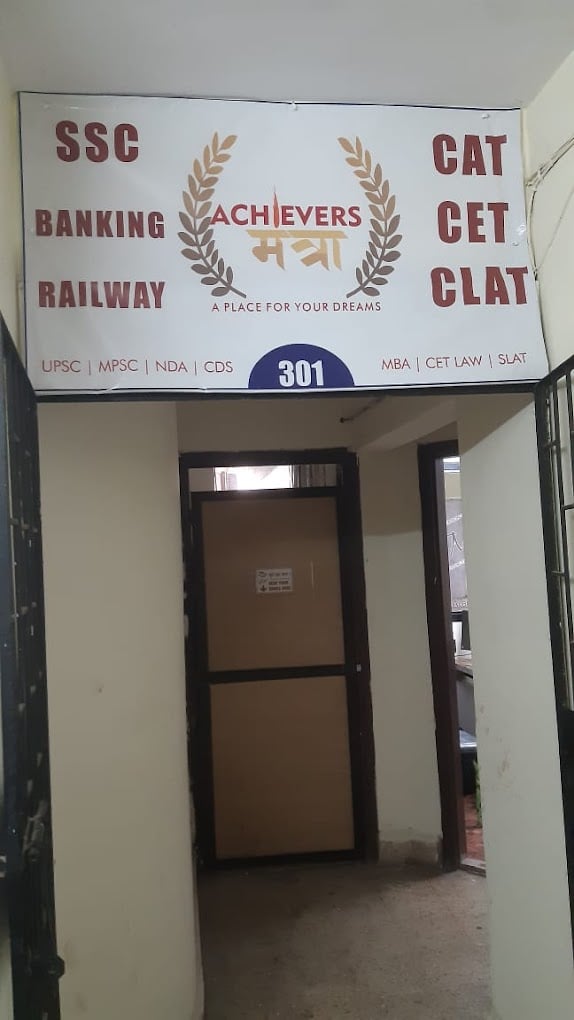 SSC
BANKING
RAILWAY
ACHIEVERS
मंत्रा
A PLACE FOR YOUR DREAMS
CAT
CET
CLAT
UPSC | MPSC | NDA | CDS
301
MBA | CET LAW | SLAT